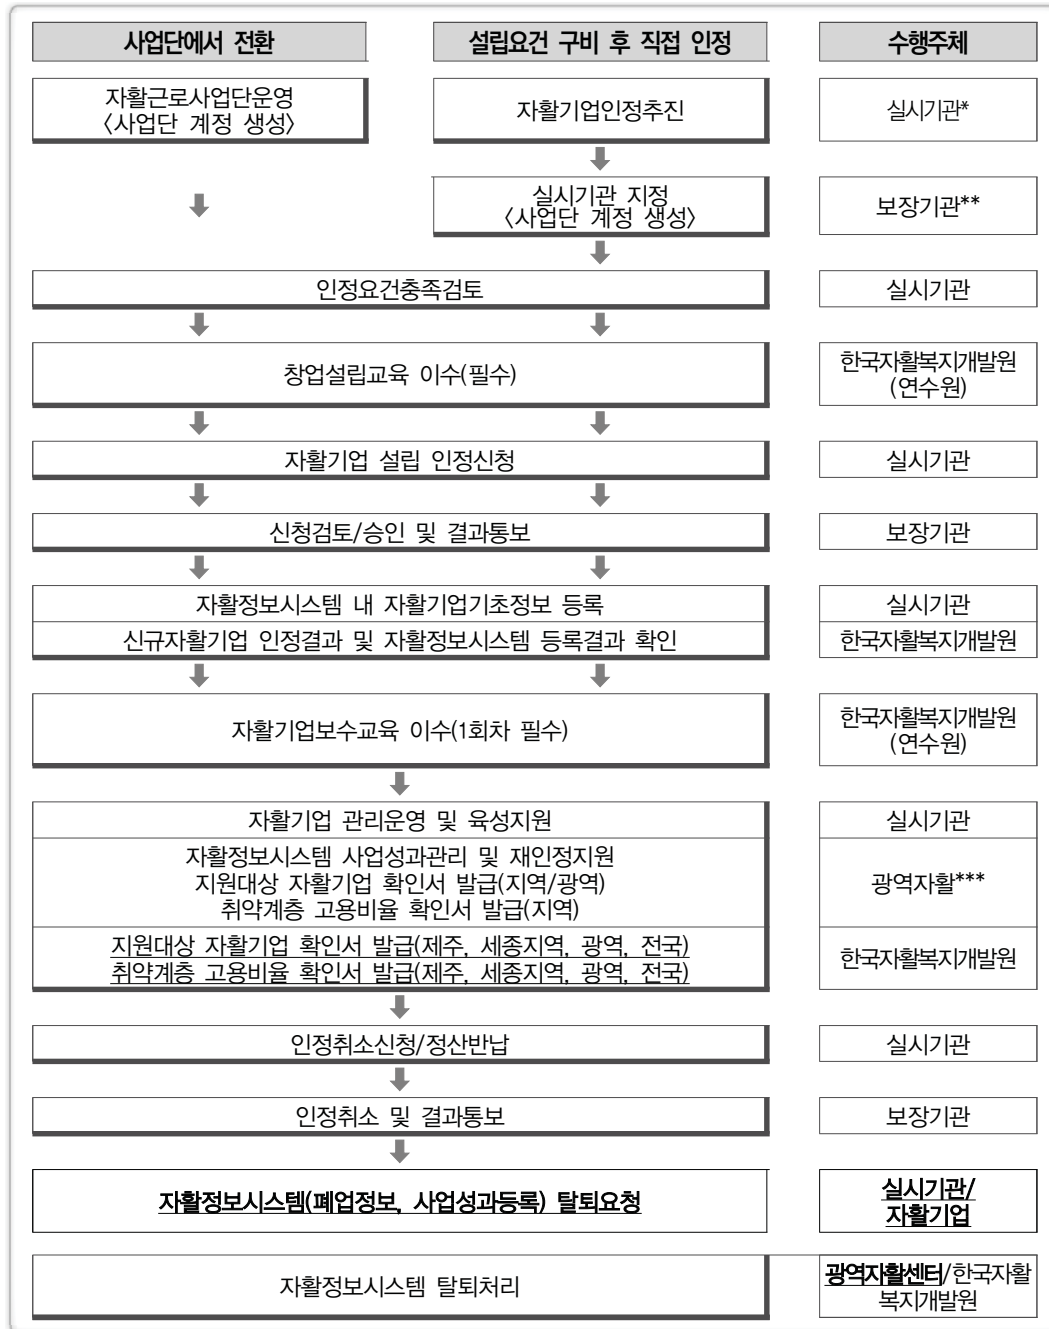 사업단에서 전환
설립요건 구비 후 직접 인정
수행주체
자활근로사업단운영
〈사업단 계정 생성〉
자활기업인정추진
실시기관*
실시기관 지정
〈사업단 계정 생성〉
보장기관**
인정요건충족검토
실시기관
창업설립교육 이수(필수)
한국자활복지개발원
(연수원)
자활기업 설립 인정신청
실시기관
신청검토/승인 및 결과통보
보장기관
자활정보시스템 내 자활기업기초정보 등록
실시기관
신규자활기업 인정결과 및 자활정보시스템 등록결과 확인
한국자활복지개발원
자활기업보수교육 이수(1회차 필수)
한국자활복지개발원
(연수원)
자활기업 관리운영 및 육성지원
실시기관
자활정보시스템 사업성과관리 및 재인정지원
지원대상 자활기업 확인서 발급(지역/광역)
취약계층 고용비율 확인서 발급(지역)
광역자활***
지원대상 자활기업 확인서 발급(제주, 세종지역, 광역, 전국)
취약계층 고용비율 확인서 발급(제주, 세종지역, 광역, 전국)
한국자활복지개발원
인정취소신청/정산반납
실시기관
인정취소 및 결과통보
보장기관
자활정보시스템(폐업정보, 사업성과등록) 탈퇴요청
실시기관/
자활기업
자활정보시스템 탈퇴처리
광역자활센터/한국자활
복지개발원